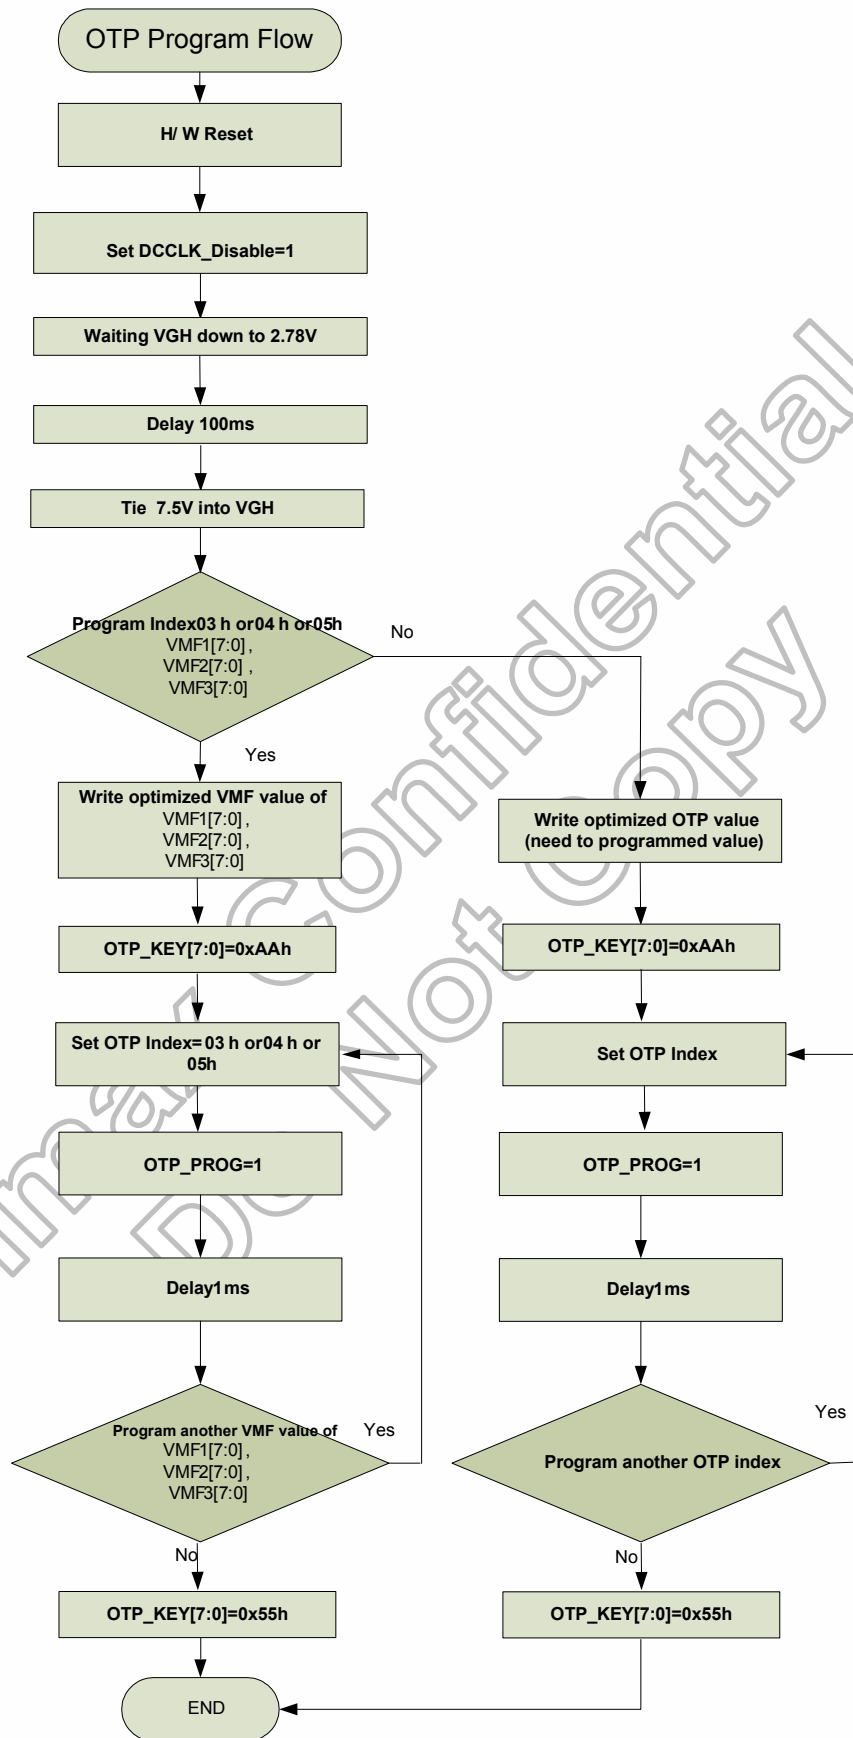 OTP Program Flow
H/ W Reset
Set DCCLK_Disable=1
Waiting VGH down to 2.78V
Delay 100ms
Tie  7.5V into VGH
Program Index03 h or04 h or05h
VMF1[7:0] ,
VMF2[7:0] ,
VMF3[7:0]
No
Yes
Write optimized VMF value of
VMF1[7:0] ,
VMF2[7:0] ,
VMF3[7:0]
OTP_KEY[7:0]=0xAAh
Set OTP Index= 03 h or04 h or
05h
OTP_PROG=1
Delay1ms
Program another VMF value of
VMF1[7:0] ,
VMF2[7:0] ,
VMF3[7:0]
Yes
No
OTP_KEY[7:0]=0x55h
END
Write optimized OTP value
(need to programmed value)
OTP_KEY[7:0]=0xAAh
Set OTP Index
OTP_PROG=1
Delay1ms
Program another OTP index
Yes
No
OTP_KEY[7:0]=0x55h
Confidential
Do Not Copy